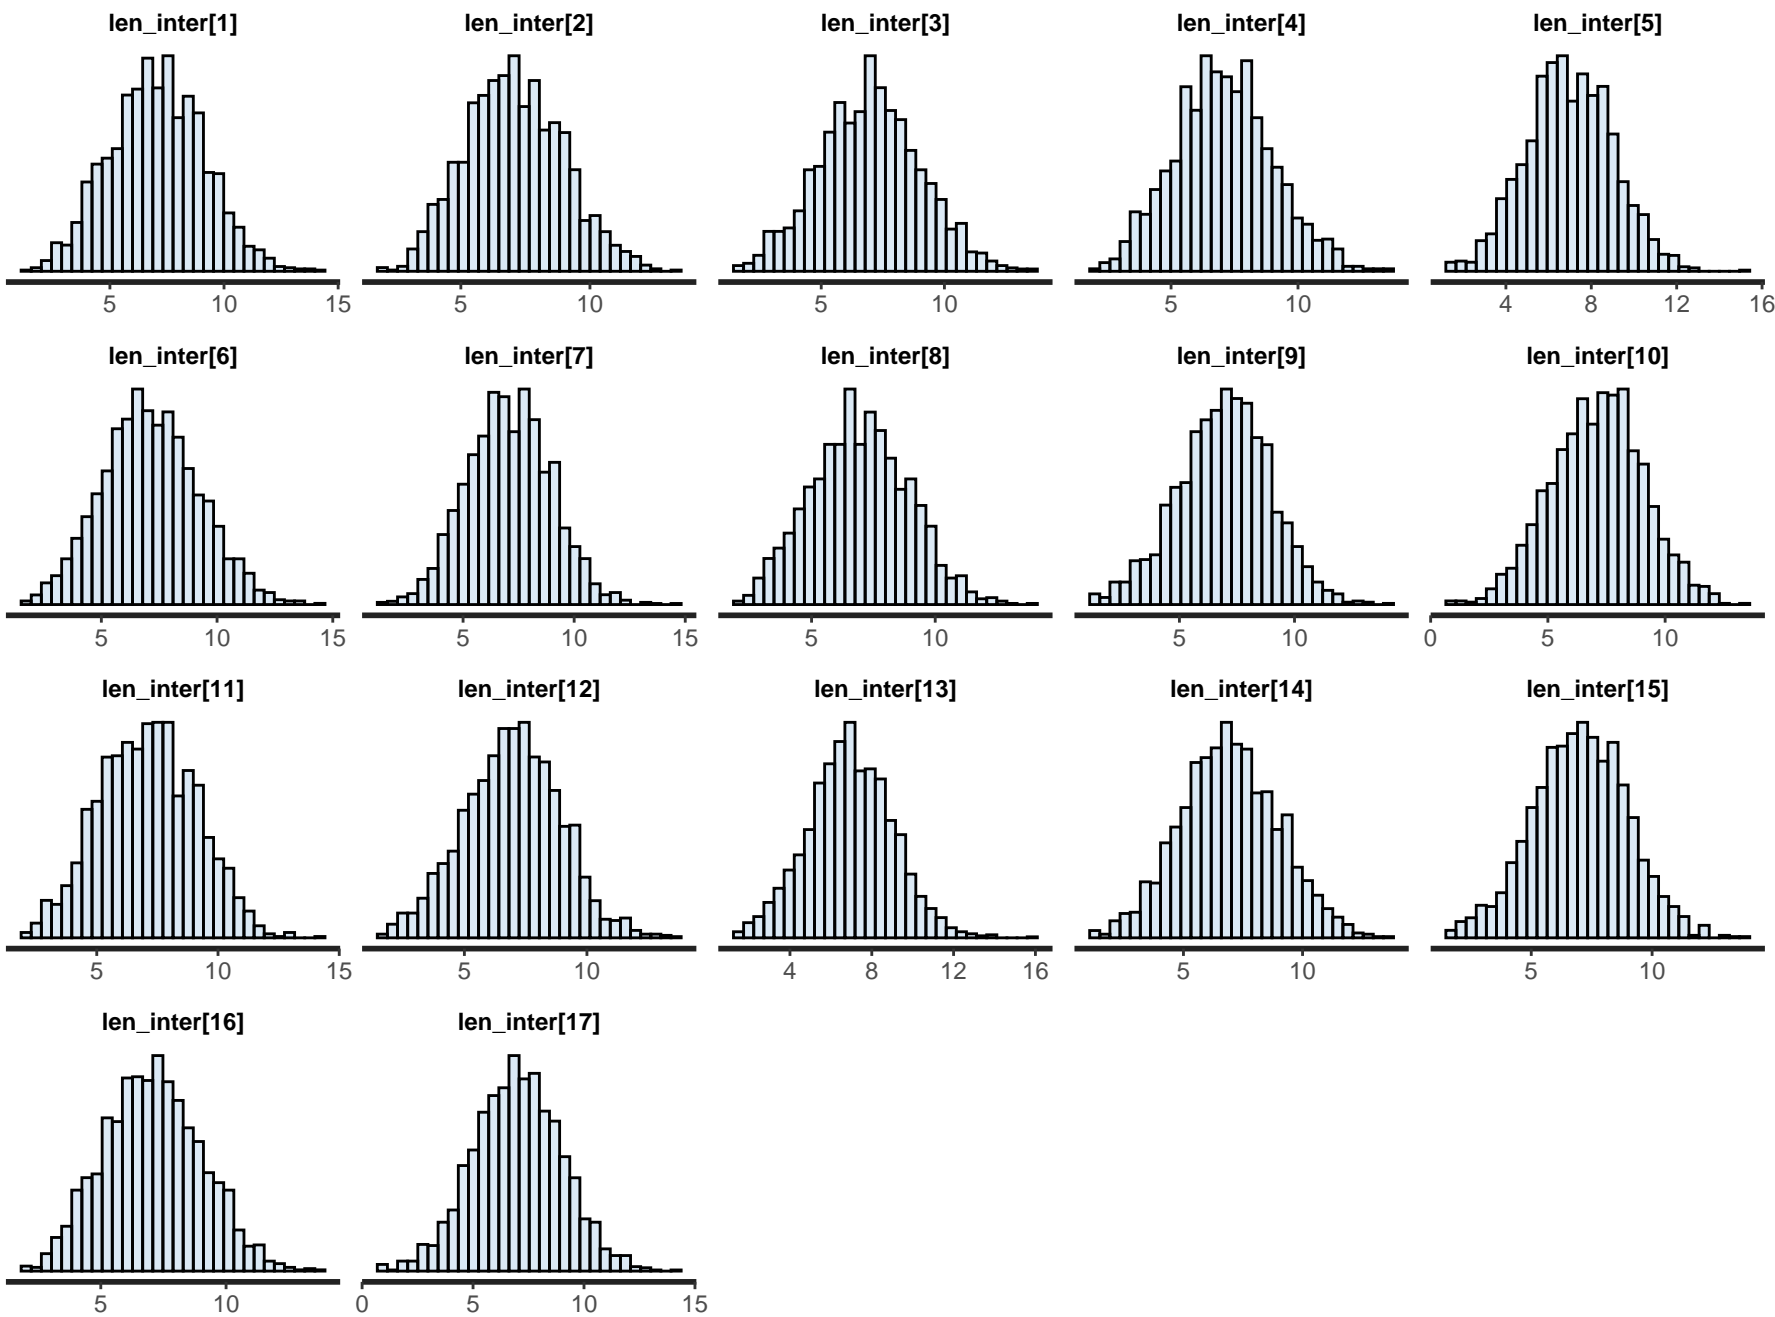 len_inter[1] len_inter[2] len_inter[3] len_inter[4] len_inter[5]
5 10 15 5 10 5 10 5 10 4 8 12 16
len_inter[6] len_inter[7] len_inter[8] len_inter[9] len_inter[10]
5 10 15 5 10 15 5 10 5 10 0 5 10
len_inter[11] len_inter[12] len_inter[13] len_inter[14] len_inter[15]
5 10 15 5 10 4 8 12 16 5 10 5 10
len_inter[16] len_inter[17]
5 10 0 5 10 15